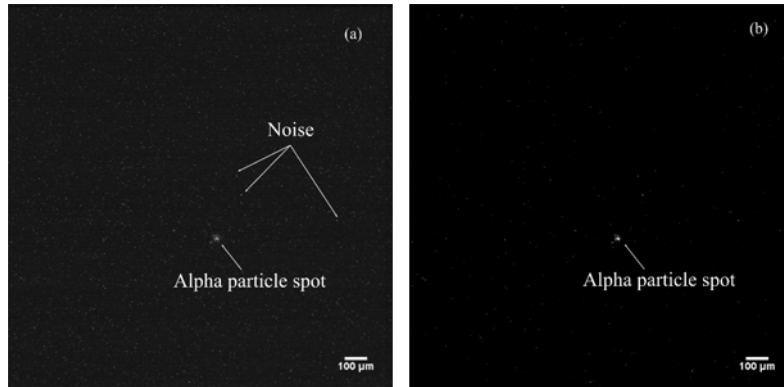 (a)
Noise
Alpha particle spot
100 μm
(b)
Alpha particle spot
100 μm